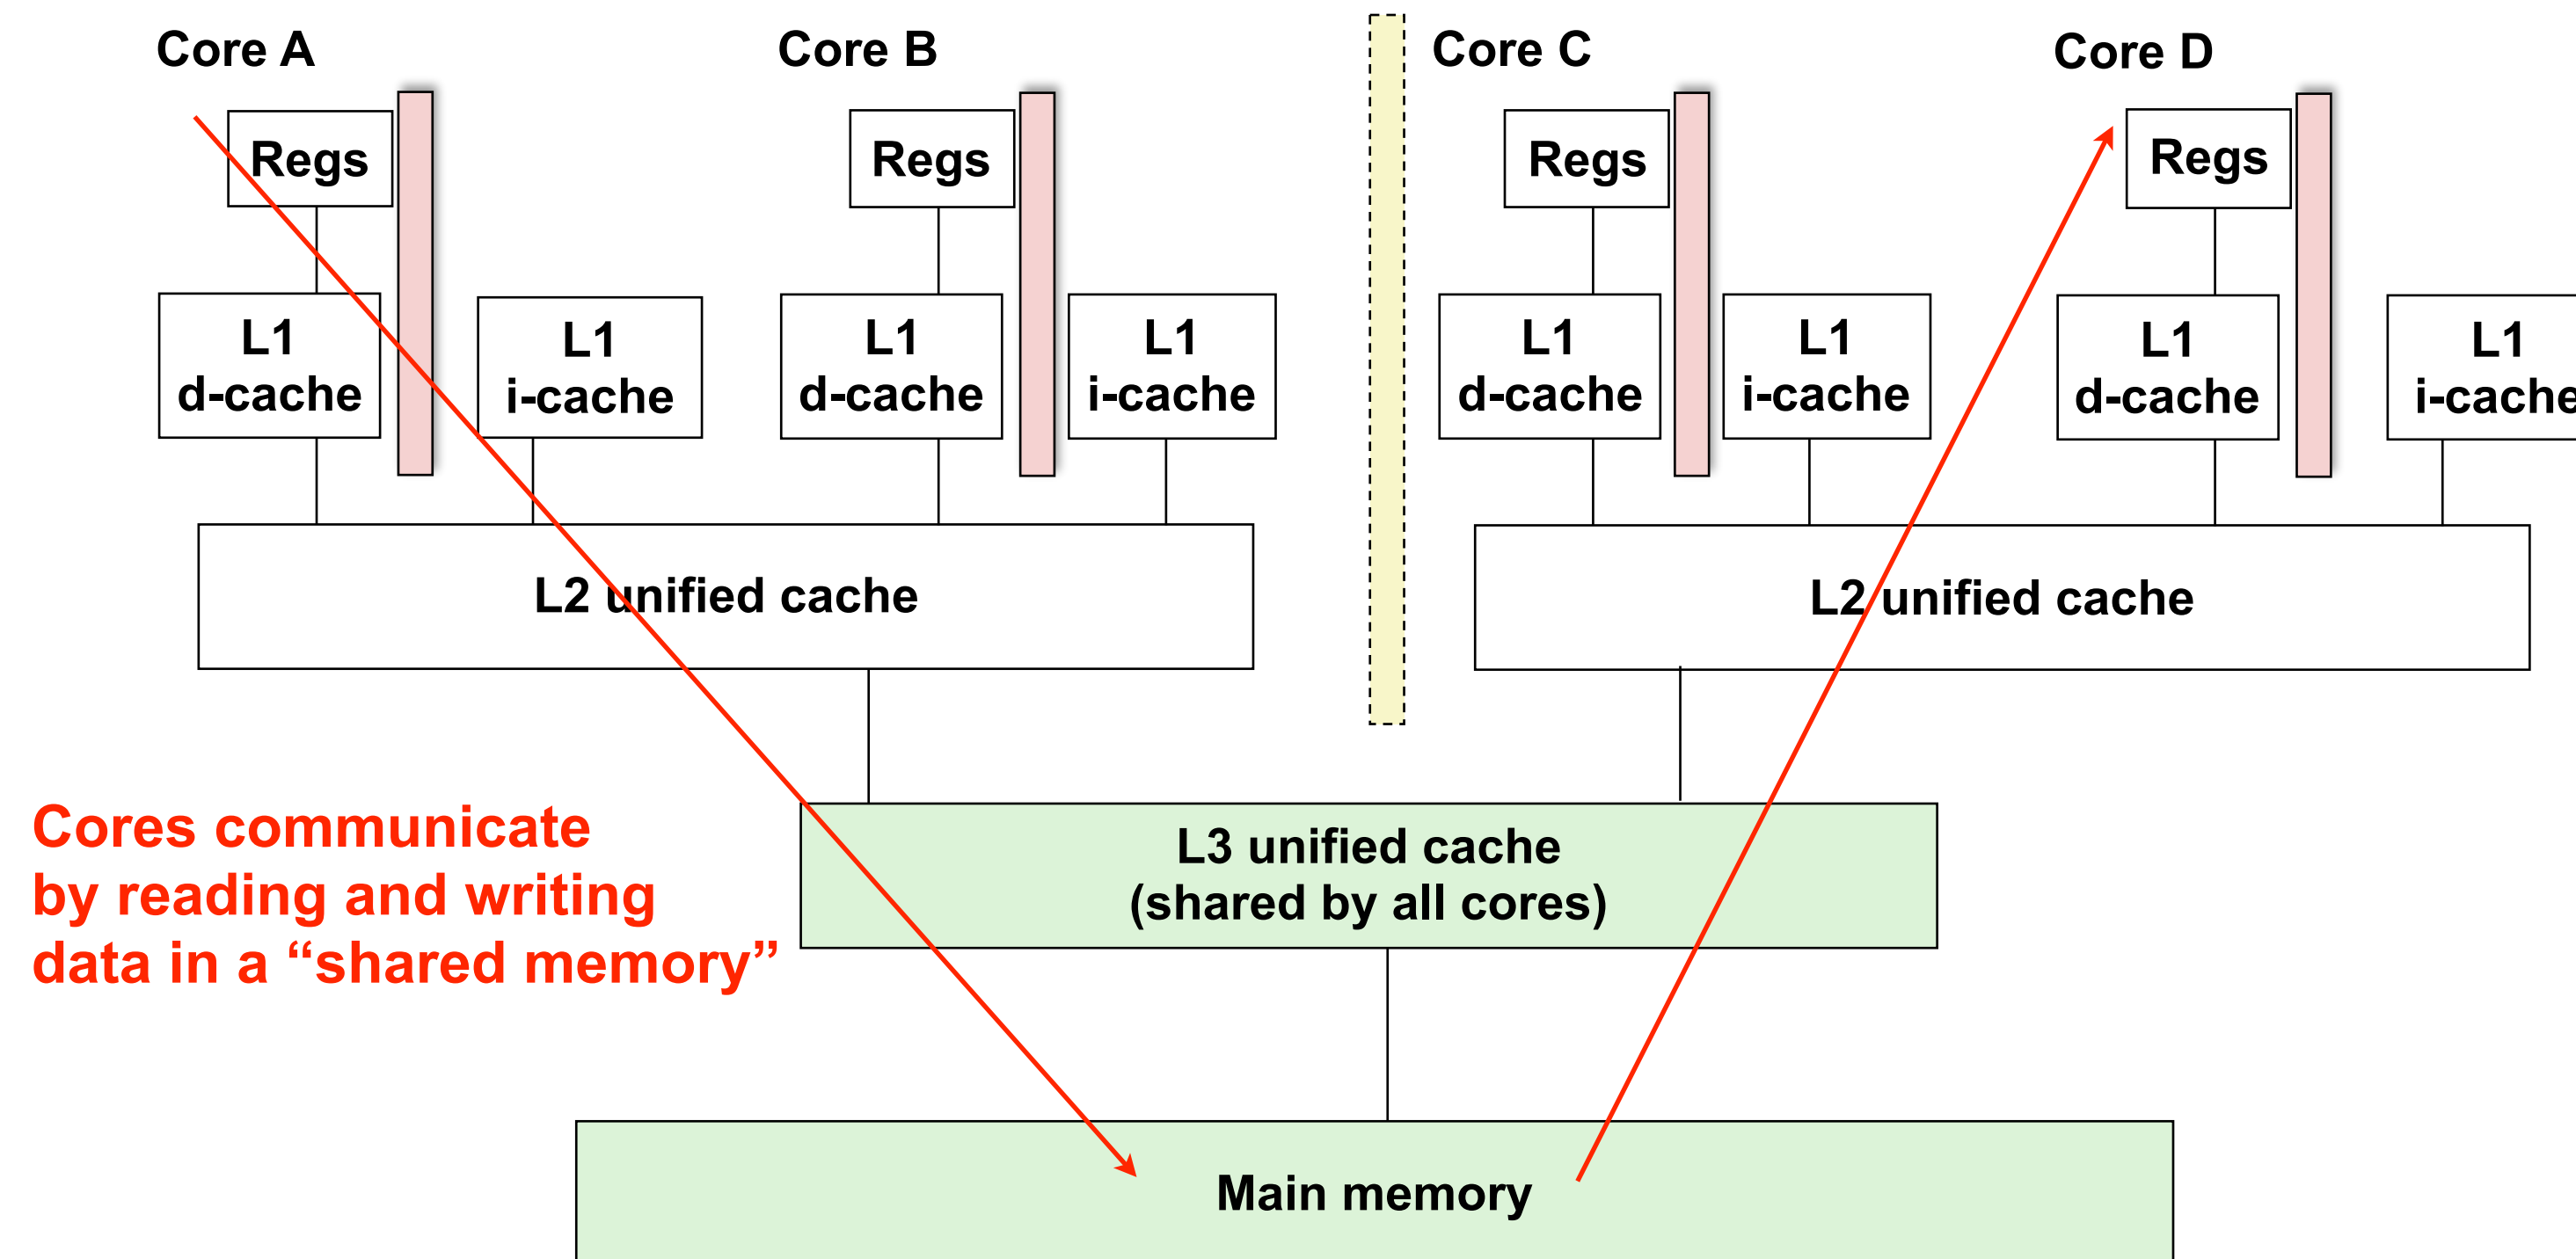 Core A
Core B
Core C
Core D
Regs
Regs
Regs
Regs
L1
d-cache
L1
i-cache
L1
d-cache
L1
i-cache
L1
d-cache
L1
i-cache
L1
d-cache
L1
i-cache
L2 unified cache
L2 unified cache
Cores communicate
by reading and writing
data in a “shared memory”
L3 unified cache
(shared by all cores)
Main memory